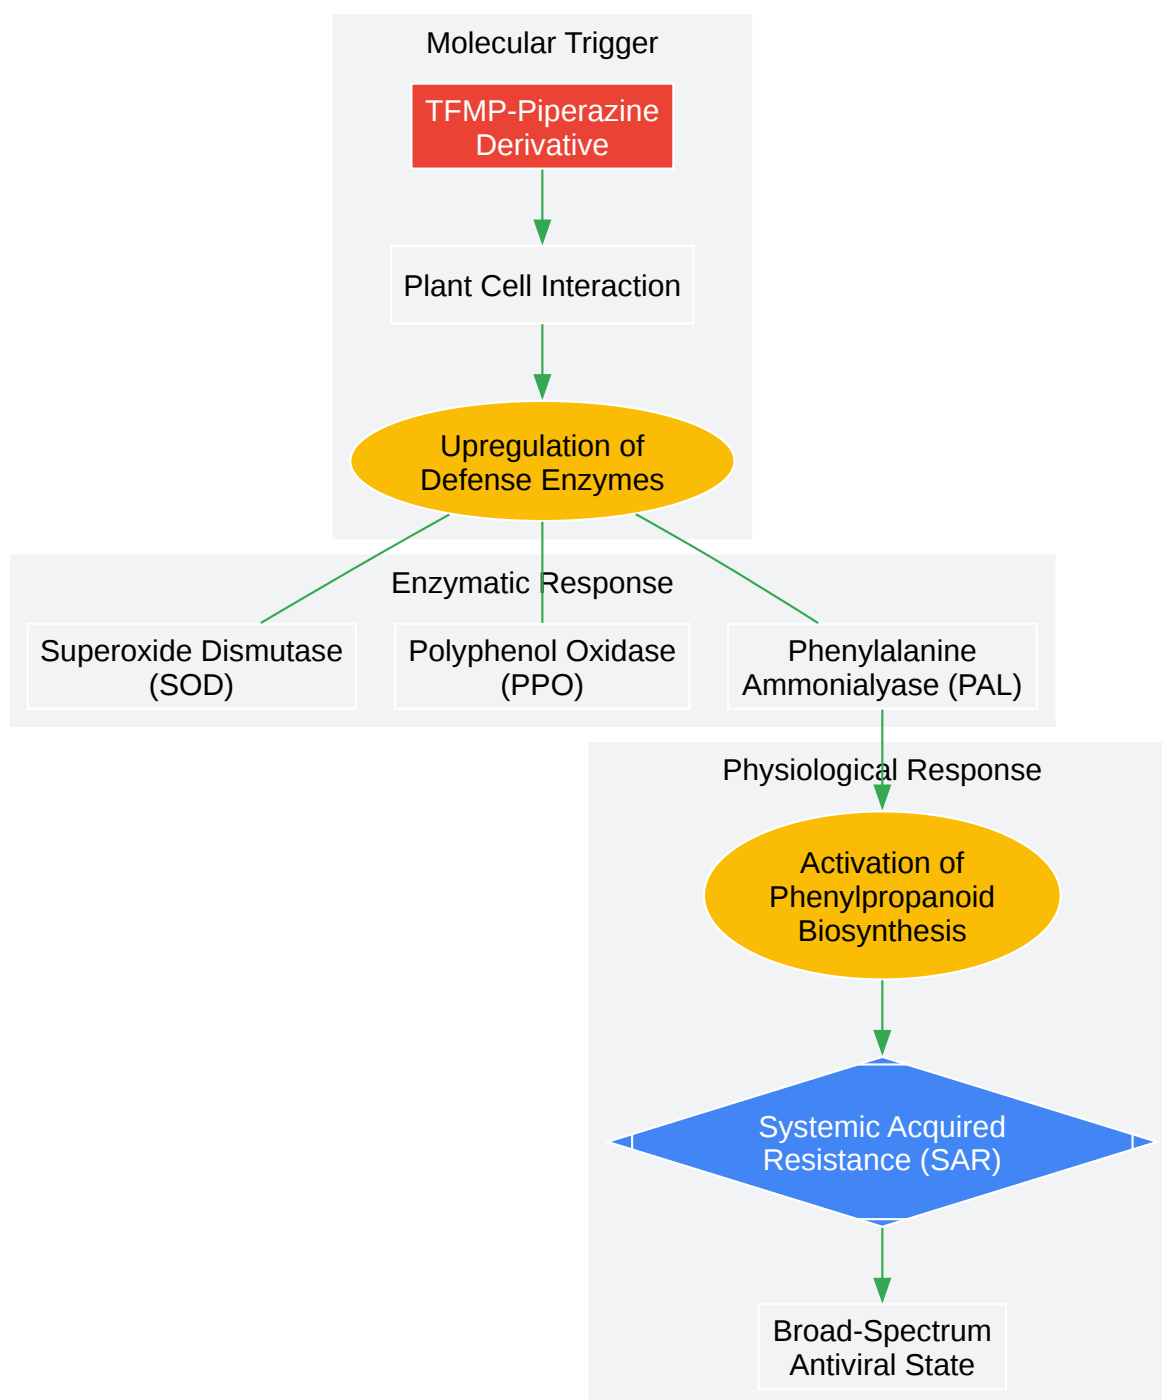 Molecular Trigger
TFMP-Piperazine
Derivative
Plant Cell Interaction
Upregulation of
Defense Enzymes
Enzymatic Response
Superoxide Dismutase
(SOD)
Polyphenol Oxidase
(PPO)
Phenylalanine
Ammonialyase (PAL)
Physiological Response
Activation of
Phenylpropanoid
Biosynthesis
Systemic Acquired
Resistance (SAR)
Broad-Spectrum
Antiviral State